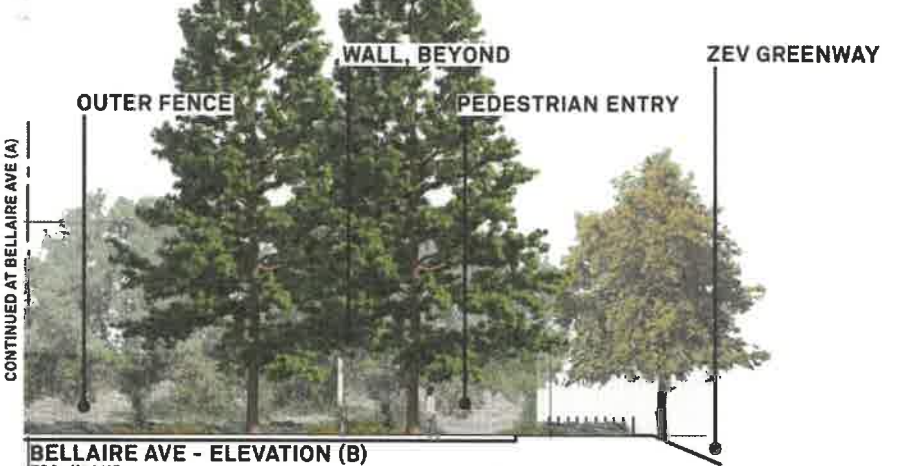 WALL, BEYOND
ZEV GREENWAY
OUTER FENCE
PEDESTRIAN ENTRY
CONTINUED AT BELLAIRE AVE (A)
BELLAIRE AVE - ELEVATION (B)